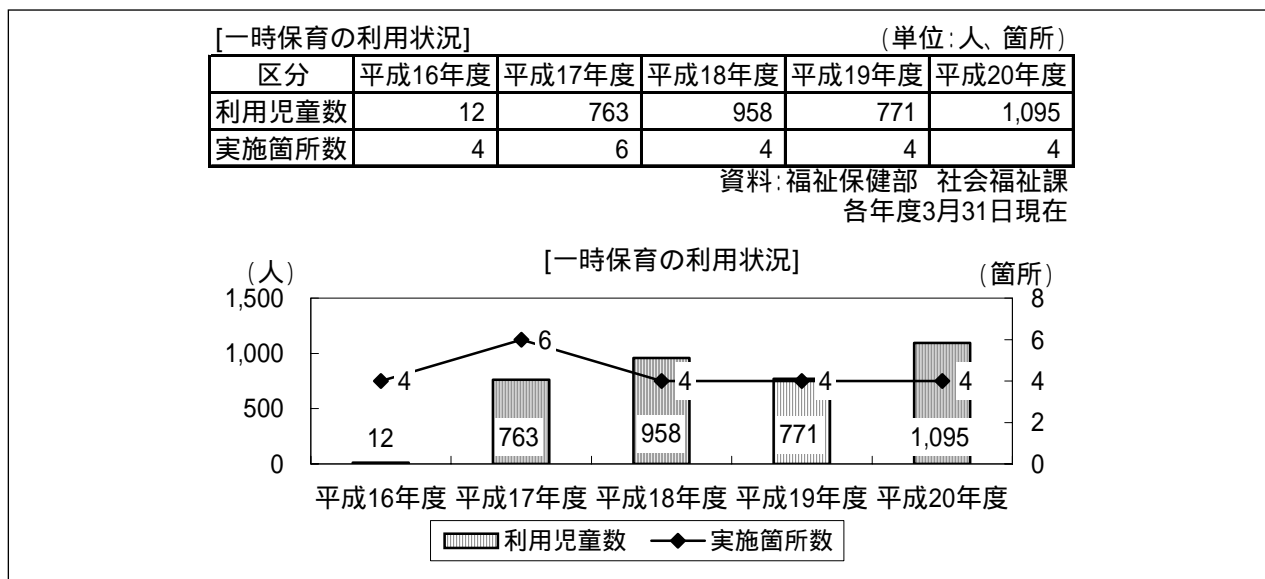 [一時保育の利用状況] (単位:人、箇所)
区分 平成16年度 平成17年度 平成18年度 平成19年度 平成20年度
利用児童数 12 763 958 771 1,095
実施箇所数 4 6 4 4 4
資料:福祉保健部 社会福祉課
各年度3月31日現在
[一時保育の利用状況]
(人) (箇所)
1,500 8
1,000 6 6
4 4 4 4 4
500 2
12 763 958 771 1,095
0 0
平成16年度 平成17年度 平成18年度 平成19年度 平成20年度
利用児童数 実施箇所数